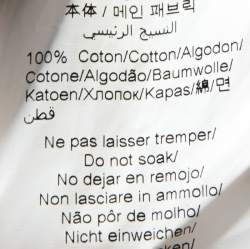 本体 / 메인 패브릭
النسيج الرئيسي
100% Coton/Cotton/Algodon/
Cotone/Algodão/Baumwolle/
Katoen/Хлопок/Kapas/綿/면
قطن
Ne pas laisser tremper/
Do not soak/
No dejar en remojo/
Non lasciare in ammollo/
Não pôr de molho/
Nicht einweichen/